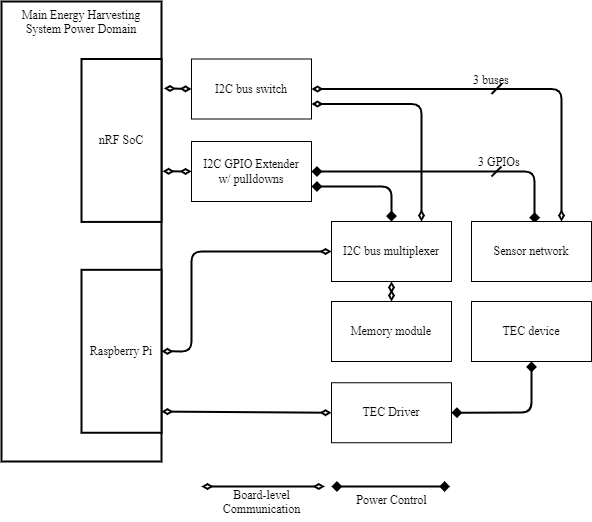 Main Energy Harvesting
System Power Domain
nRF SoC
I2C bus switch
3 buses
I2C GPIO Extender
w/ pulldowns
3 GPIOs
I2C bus multiplexer
Sensor network
Raspberry Pi
Memory module
TEC device
TEC Driver
Board-level
Communication
Power Control